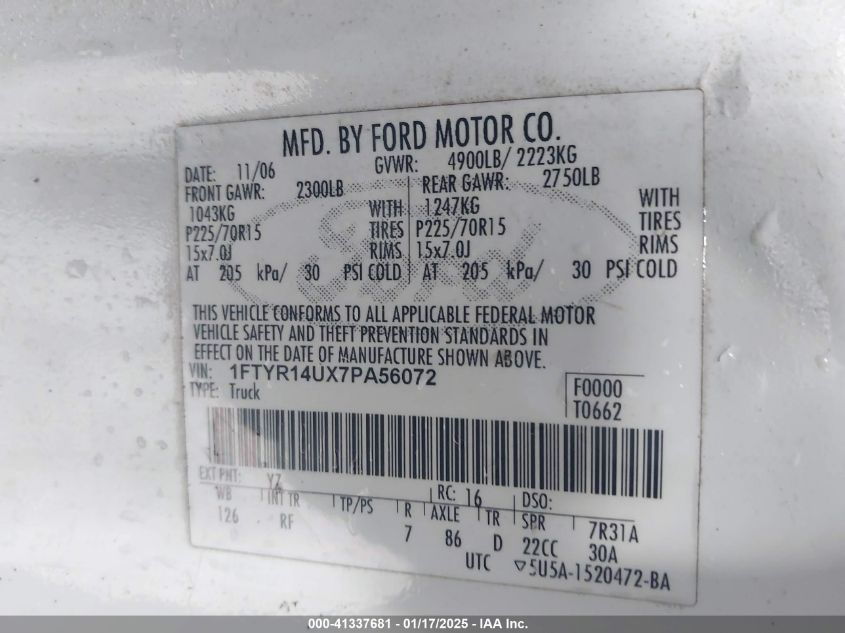 MFD. BY FORD MOTOR CO.
DATE: 11/06 GVWR: 4900LB/ 2223KG
FRONT GAWR: 2300LB REAR GAWR: 2750LB
1043KG WITH 1247KG WITH
P225/70R15 TIRES P225/70R15 TIRES
15x7.0J RIMS 15x7.0J RIMS
AT 205 kPa/ 30 PSI COLD AT 205 kPa/ 30 PSI COLD
Ford
THIS VEHICLE CONFORMS TO ALL APPLICABLE FEDERAL MOTOR
VEHICLE SAFETY AND THEFT PREVENTION STANDARDS IN
EFFECT ON THE DATE OF MANUFACTURE SHOWN ABOVE.
VIN: 1FTYR14UX7PA56072
TYPE: Truck
F0000
T0662
EXT PNT: YZ RC: 16 DSO:
WB INT TR TP/PS R AXLE TR SPR 7R31A
126 RF 7 86 D 22CC 30A
UTC ▽5U5A-1520472-BA
000-41337681 - 01/17/2025 - IAA Inc.